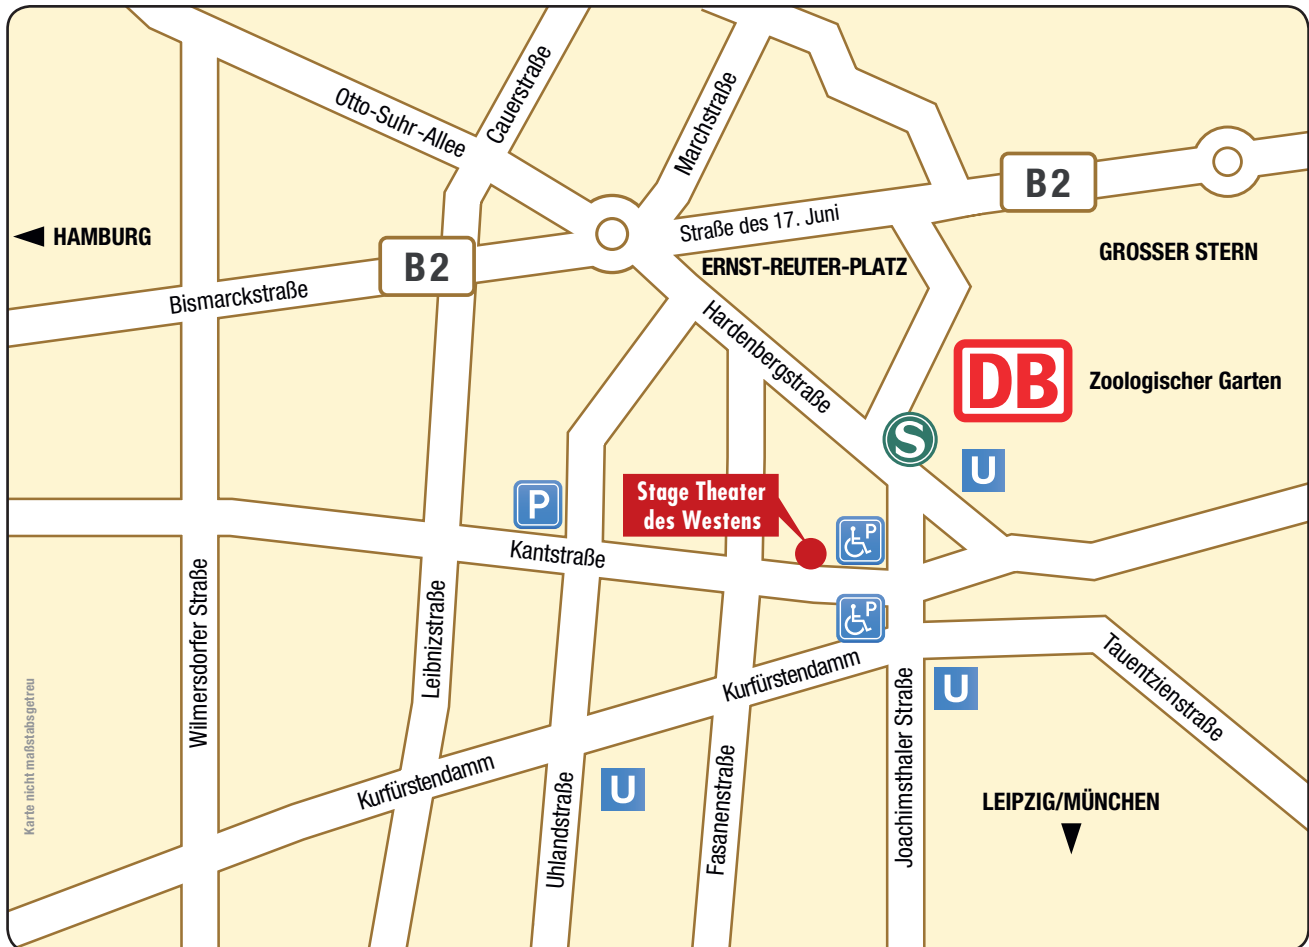 Otto-Suhr-Allee
Cauerstraße
Marchstraße
B2
Straße des 17. Juni
HAMBURG
B2
ERNST-REUTER-PLATZ
GROSSER STERN
Bismarckstraße
Hardenbergstraße
DB
Zoologischer Garten
S
U
P
Stage Theater
des Westens
P
Kantstraße
P
Wilmersdorfer Straße
Leibnizstraße
Kurfürstendamm
Tauentzienstraße
U
Joachimsthaler Straße
Karte nicht maßstabsgetreu
Kurfürstendamm
U
Uhlandstraße
Fasanenstraße
LEIPZIG/MÜNCHEN